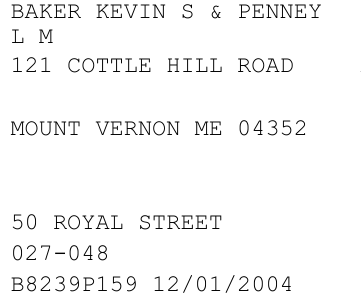 BAKER KEVIN S & PENNEY
L M
121 COTTLE HILL ROAD
MOUNT VERNON ME 04352
50 ROYAL STREET
027-048
B8239P159 12/01/2004